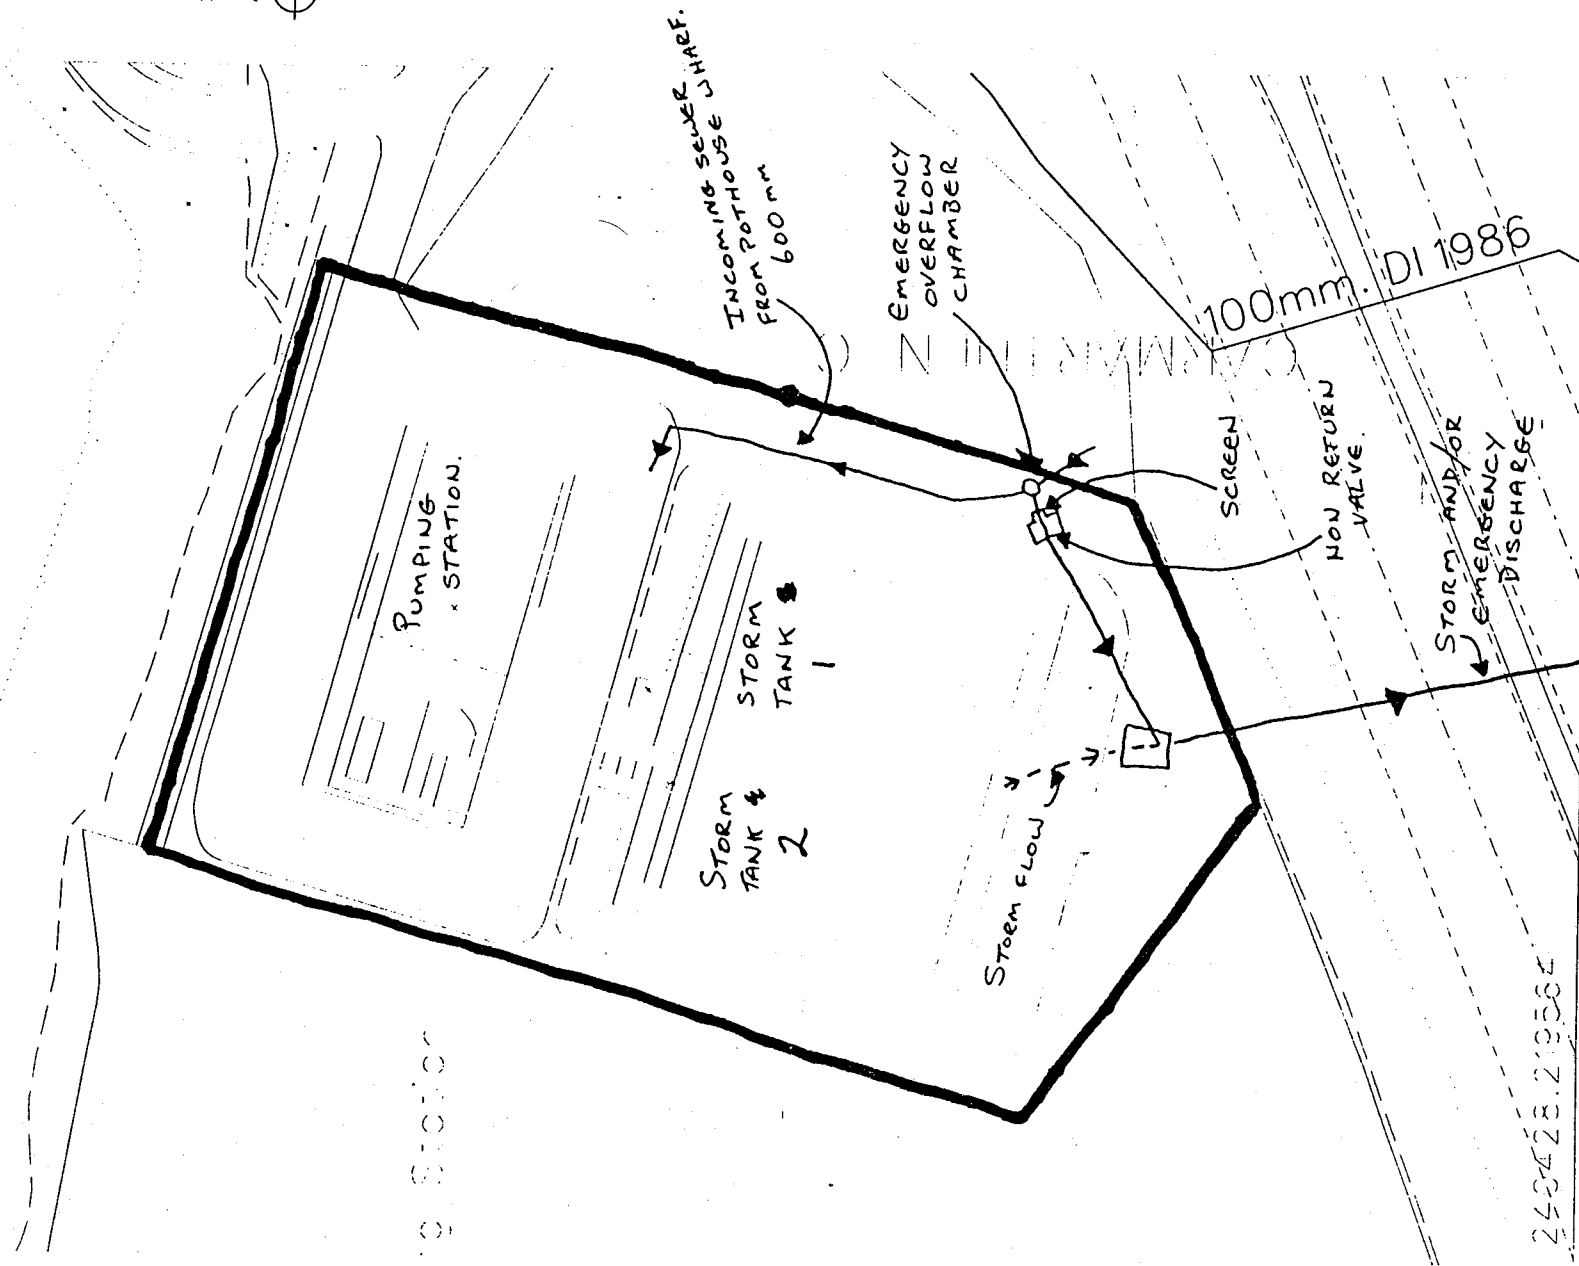 INCOMING SEWER
FROM POTHOUSE WHARF.
600mm
EMERGENCY
OVERFLOW
CHAMBER
100mm. DI 1986
PUMPING
STATION.
SCREEN
NON RETURN
VALVE.
STORM AND/OR
EMERGENCY
DISCHARGE
STORM
TANK
1
STORM
TANK
2
STORM FLOW